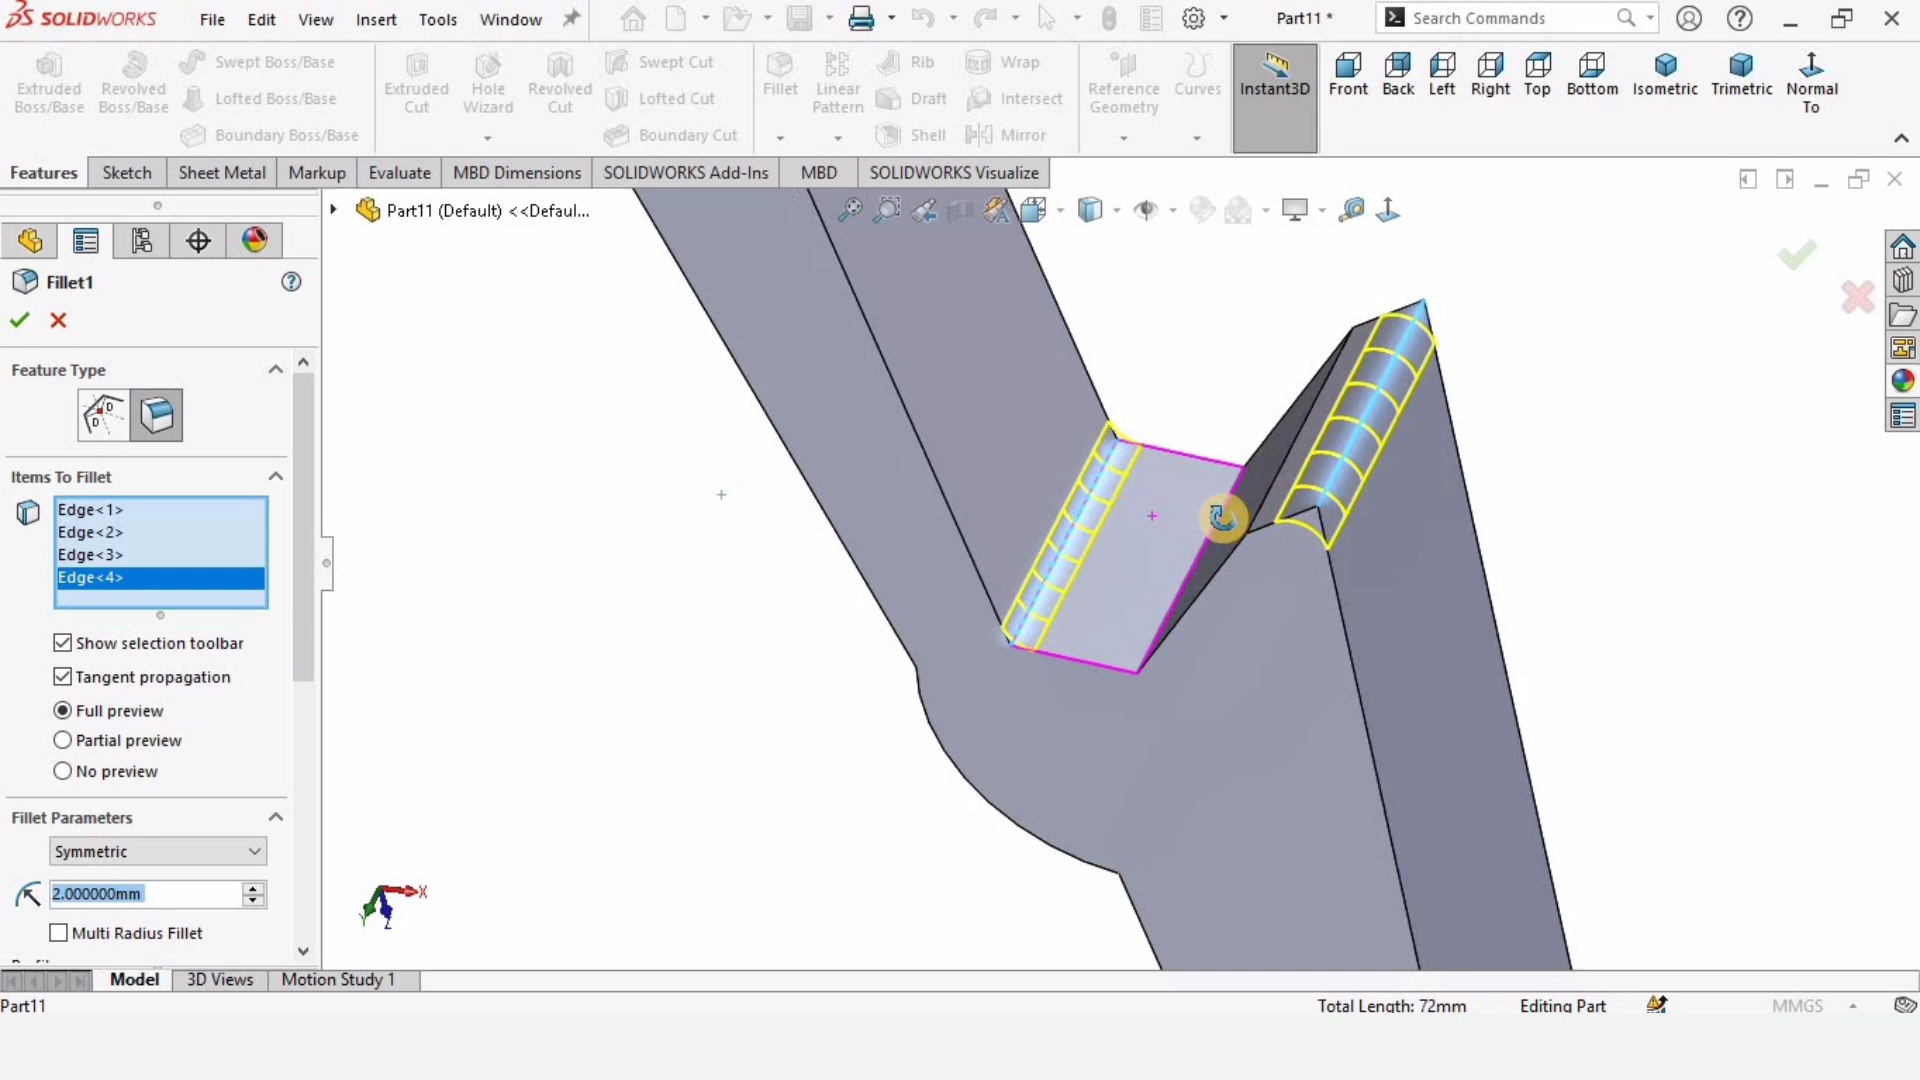 SOLIDWORKS File Edit View Insert Tools Window Part11 * Search Commands
Extruded Boss/Base
Revolved Boss/Base
Swept Boss/Base
Lofted Boss/Base
Boundary Boss/Base
Extruded Cut
Hole Wizard
Revolved Cut
Swept Cut
Lofted Cut
Boundary Cut
Fillet
Linear Pattern
Rib
Draft
Shell
Wrap
Intersect
Mirror
Reference Geometry
Curves
Instant3D
Front
Back
Left
Right
Top
Bottom
Isometric
Trimetric
Normal To
Features Sketch Sheet Metal Markup Evaluate MBD Dimensions SOLIDWORKS Add-Ins MBD SOLIDWORKS Visualize
Part11 (Default) <<Defaul...
Fillet1
Feature Type
Items To Fillet
Edge<1>
Edge<2>
Edge<3>
Edge<4>
Show selection toolbar
Tangent propagation
Full preview
Partial preview
No preview
Fillet Parameters
Symmetric
2.000000mm
Multi Radius Fillet
X
Y
Z
Model 3D Views Motion Study 1
Part11 Total Length: 72mm Editing Part MMGS